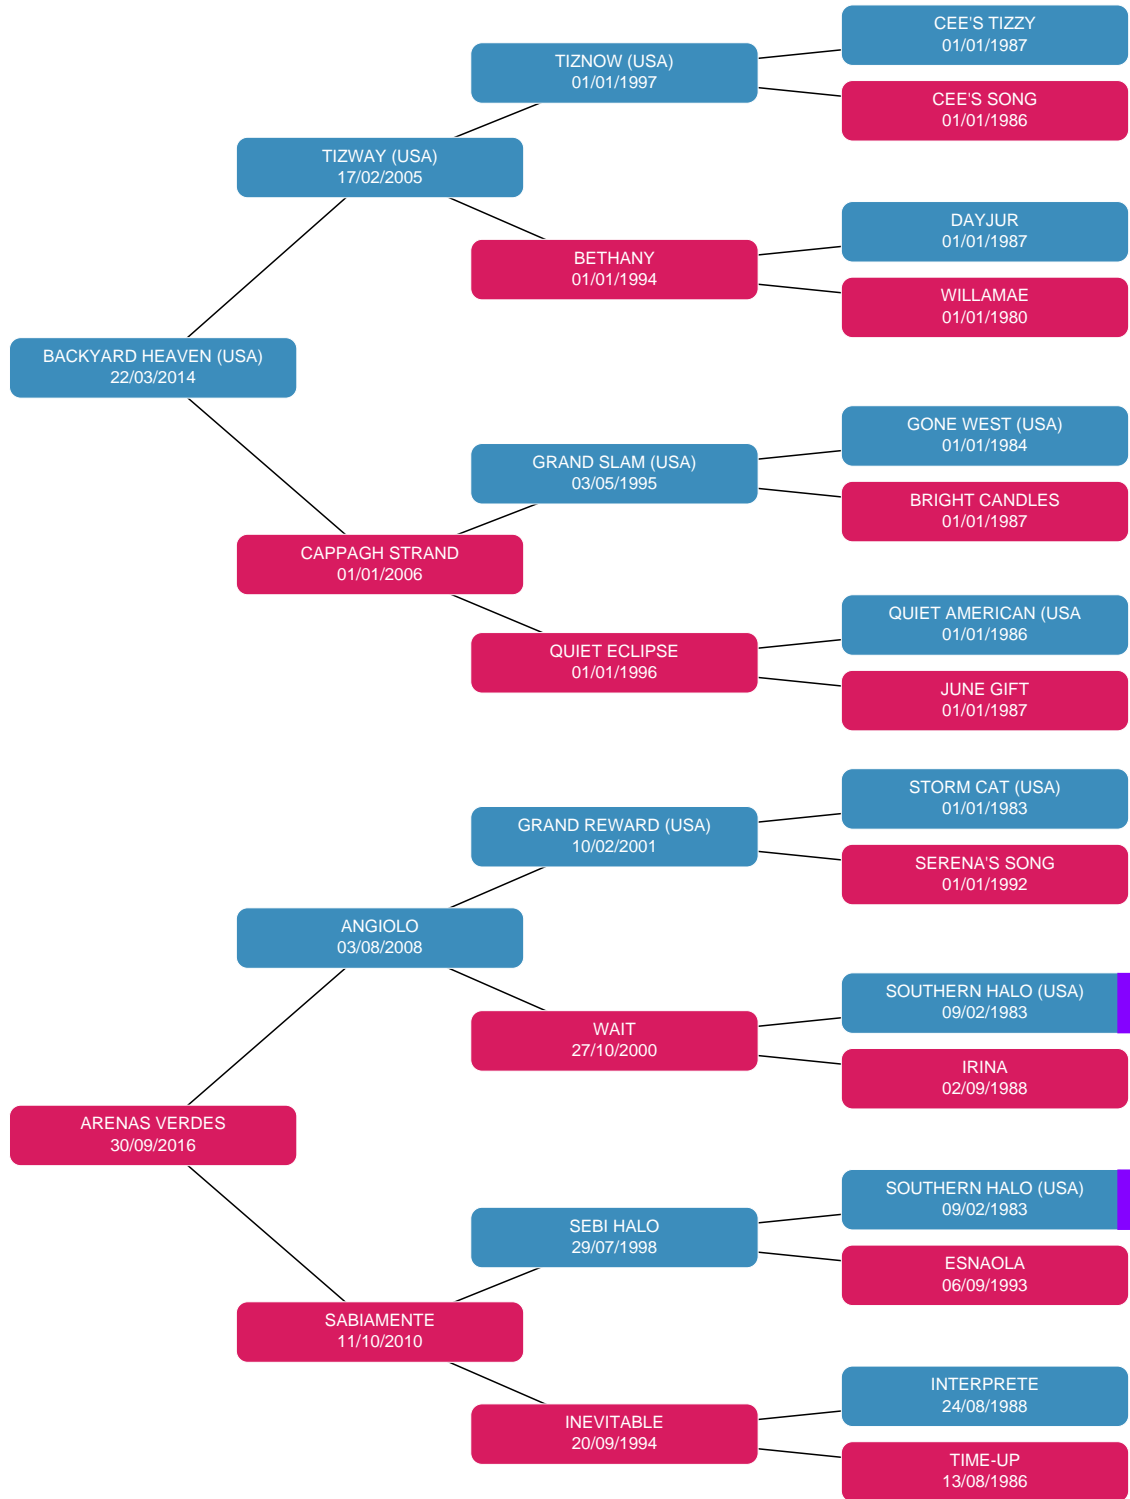 CEE'S TIZZY
01/01/1987
TIZNOW (USA)
01/01/1997
CEE'S SONG
01/01/1986
TIZWAY (USA)
17/02/2005
DAYJUR
01/01/1987
BETHANY
01/01/1994
WILLAMAE
01/01/1980
BACKYARD HEAVEN (USA)
22/03/2014
GONE WEST (USA)
01/01/1984
GRAND SLAM (USA)
03/05/1995
BRIGHT CANDLES
01/01/1987
CAPPAGH STRAND
01/01/2006
QUIET AMERICAN (USA
01/01/1986
QUIET ECLIPSE
01/01/1996
JUNE GIFT
01/01/1987
STORM CAT (USA)
01/01/1983
GRAND REWARD (USA)
10/02/2001
SERENA'S SONG
01/01/1992
ANGIOLO
03/08/2008
SOUTHERN HALO (USA)
09/02/1983
WAIT
27/10/2000
IRINA
02/09/1988
ARENAS VERDES
30/09/2016
SOUTHERN HALO (USA)
09/02/1983
SEBI HALO
29/07/1998
ESNAOLA
06/09/1993
SABIAMENTE
11/10/2010
INTERPRETE
24/08/1988
INEVITABLE
20/09/1994
TIME-UP
13/08/1986